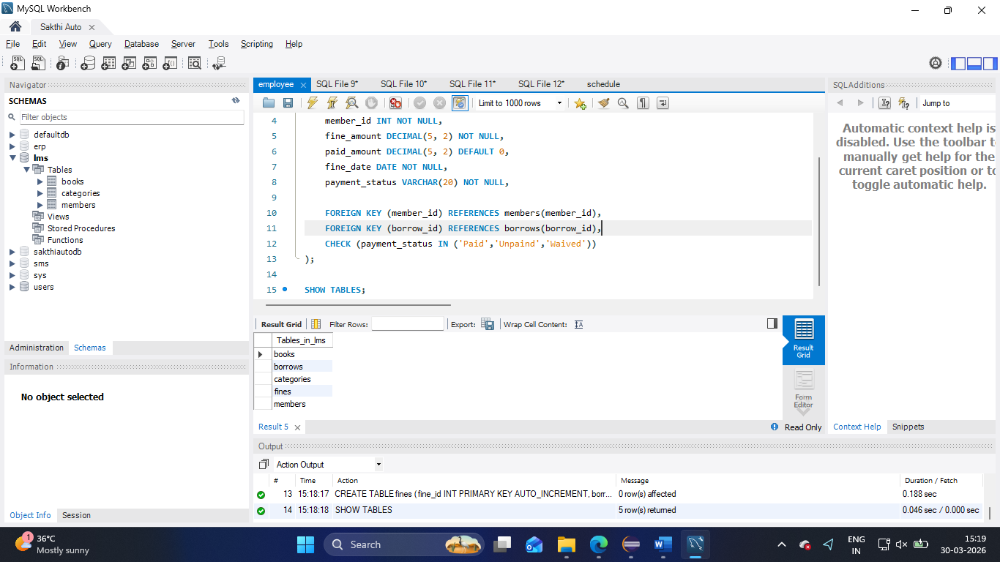 MySQL Workbench
Sakthi Auto
File Edit View Query Database Server Tools Scripting Help
Navigator
SCHEMAS
Filter objects
defaultdb
erp
lms
Tables
books
categories
members
Views
Stored Procedures
Functions
sakthiautodb
sms
sys
users
Administration Schemas
Information
No object selected
Object Info Session
employee SQL File 9* SQL File 10* SQL File 11* SQL File 12* schedule
Limit to 1000 rows
4 member_id INT NOT NULL,
5 fine_amount DECIMAL(5, 2) NOT NULL,
6 paid_amount DECIMAL(5, 2) DEFAULT 0,
7 fine_date DATE NOT NULL,
8 payment_status VARCHAR(20) NOT NULL,
9
10 FOREIGN KEY (member_id) REFERENCES members(member_id),
11 FOREIGN KEY (borrow_id) REFERENCES borrows(borrow_id),
12 CHECK (payment_status IN ('Paid','Unpaind','Waived'))
13 );
14
15 SHOW TABLES;
Result Grid Filter Rows: Export: Wrap Cell Content:
Tables_in_lms
books
borrows
categories
fines
members
Result Grid
Form Editor
Result 5 Read Only
Output
Action Output
# Time Action Message Duration / Fetch
13 15:18:17 CREATE TABLE fines ( fine_id INT PRIMARY KEY AUTO_INCREMENT, borr... 0 row(s) affected 0.188 sec
14 15:18:18 SHOW TABLES 5 row(s) returned 0.046 sec / 0.000 sec
SQLAdditions
Jump to
Automatic context help is
disabled. Use the toolbar t
manually get help for the
current caret position or to
toggle automatic help.
Context Help Snippets
1
36°C
Mostly sunny
Search
ENG
IN
15:19
30-03-2026